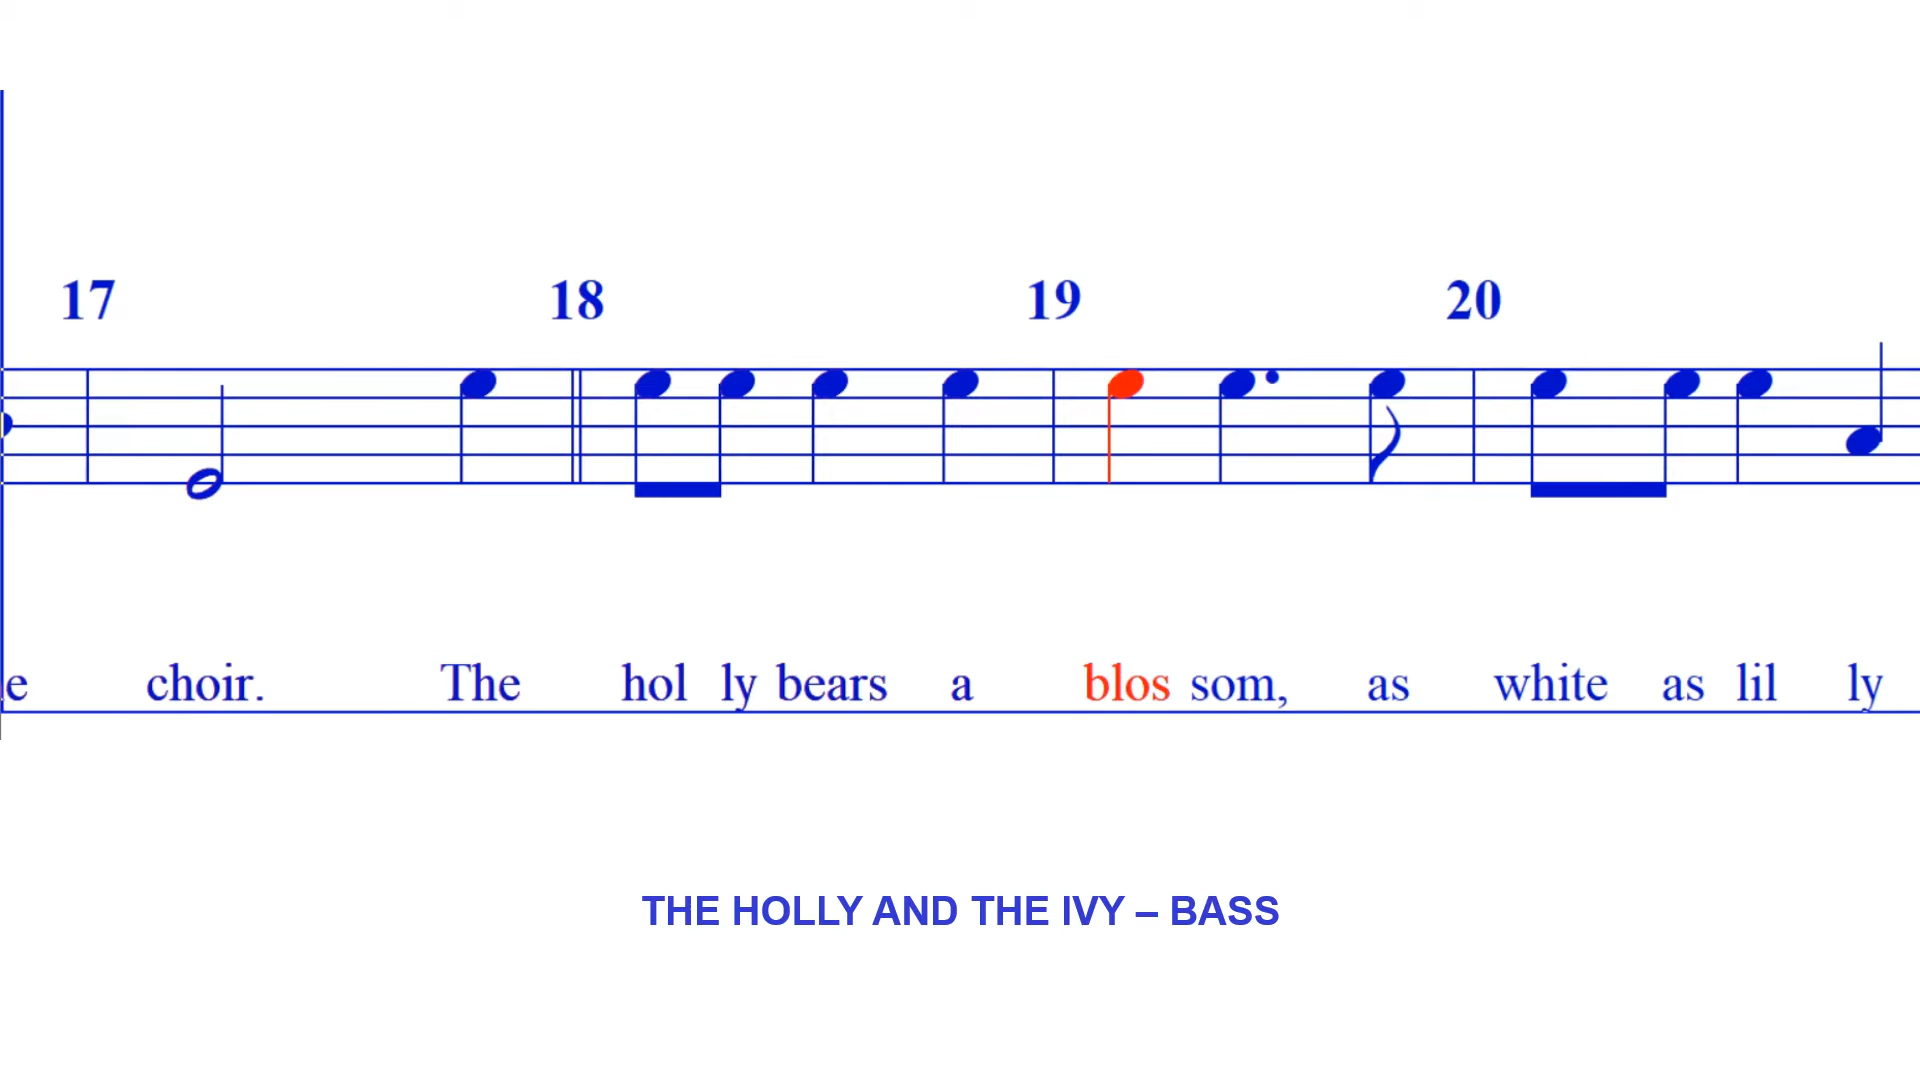 17 18 19 20
e choir. The hol ly bears a blos som, as white as lil ly
THE HOLLY AND THE IVY – BASS